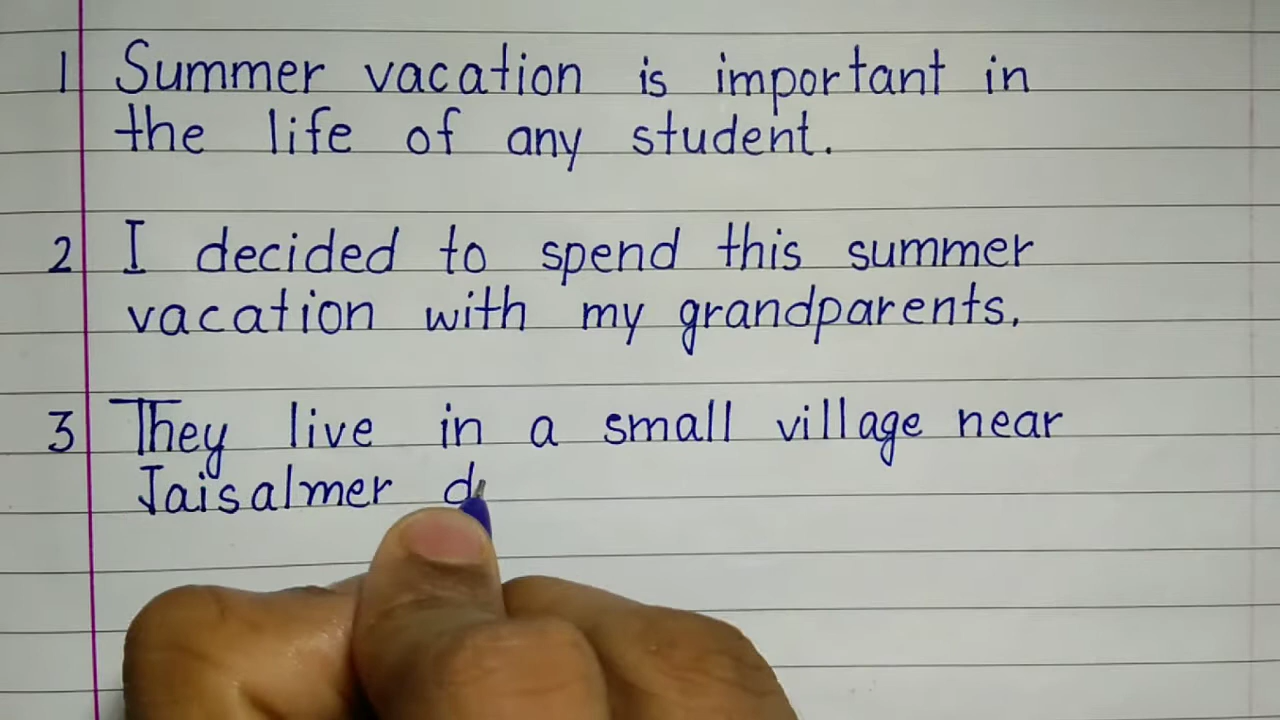 1 Summer vacation is important in
the life of any student.
2 I decided to spend this summer
vacation with my grandparents.
3 They live in a small village near
Jaisalmer d